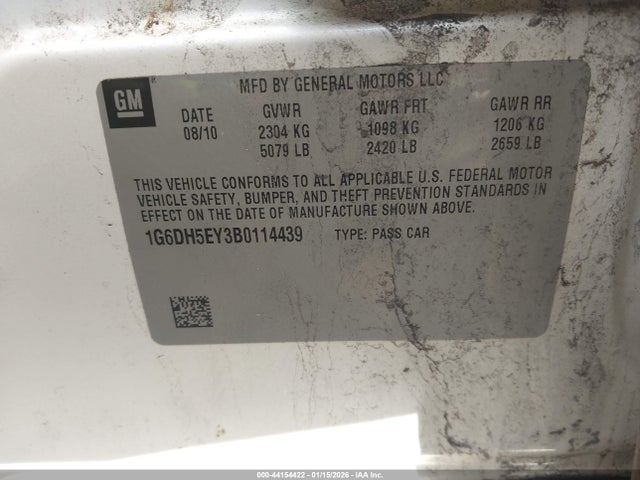 GM
MFD BY GENERAL MOTORS LLC
DATE GVWR GAWR FRT GAWR RR
08/10 2304 KG 1098 KG 1206 KG
5079 LB 2420 LB 2659 LB
THIS VEHICLE CONFORMS TO ALL APPLICABLE U.S. FEDERAL MOTOR
VEHICLE SAFETY, BUMPER, AND THEFT PREVENTION STANDARDS IN
EFFECT ON THE DATE OF MANUFACTURE SHOWN ABOVE.
1G6DH5EY3B0114439 TYPE: PASS CAR
000-44154422 - 01/15/2026 - IAA Inc.